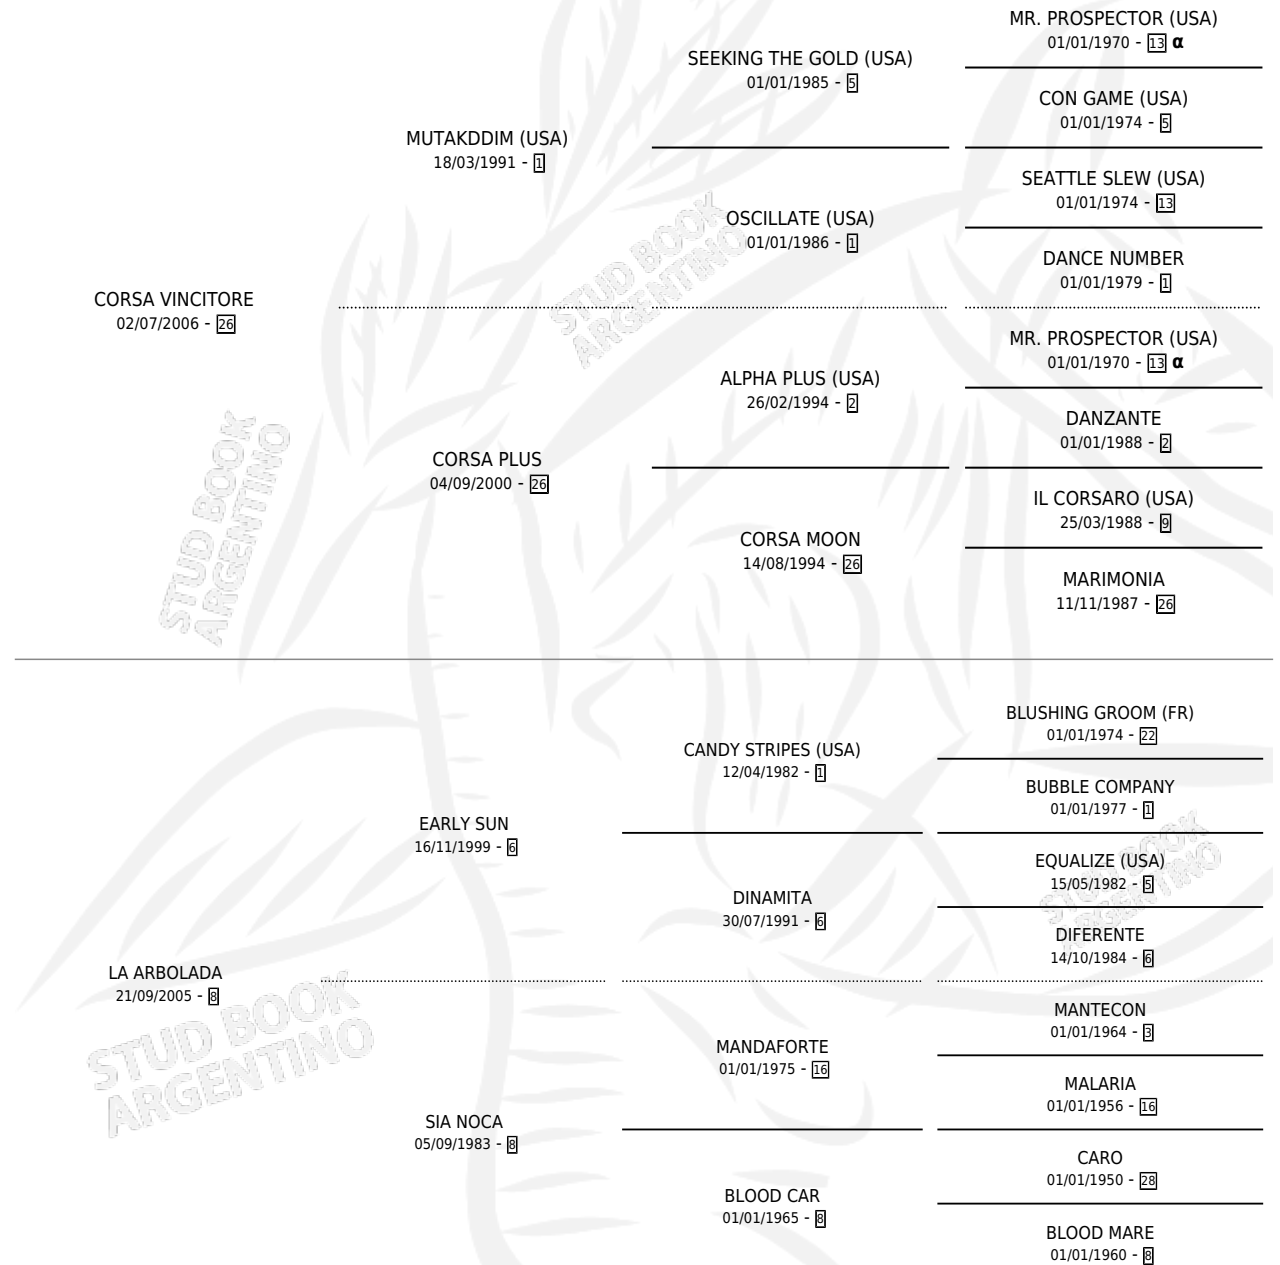 MR. PROSPECTOR (USA)
01/01/1970 - 13 α
SEEKING THE GOLD (USA)
01/01/1985 - 5
CON GAME (USA)
01/01/1974 - 5
MUTAKDDIM (USA)
18/03/1991 - 1
SEATTLE SLEW (USA)
01/01/1974 - 13
OSCILLATE (USA)
01/01/1986 - 1
DANCE NUMBER
01/01/1979 - 1
CORSA VINCITORE
02/07/2006 - 26
MR. PROSPECTOR (USA)
01/01/1970 - 13 α
ALPHA PLUS (USA)
26/02/1994 - 2
DANZANTE
01/01/1988 - 2
CORSA PLUS
04/09/2000 - 26
IL CORSARO (USA)
25/03/1988 - 9
CORSA MOON
14/08/1994 - 26
MARIMONIA
11/11/1987 - 26
BLUSHING GROOM (FR)
01/01/1974 - 22
CANDY STRIPES (USA)
12/04/1982 - 1
BUBBLE COMPANY
01/01/1977 - 1
EARLY SUN
16/11/1999 - 6
EQUALIZE (USA)
15/05/1982 - 5
DINAMITA
30/07/1991 - 6
DIFERENTE
14/10/1984 - 6
LA ARBOLADA
21/09/2005 - 8
MANTECON
01/01/1964 - 3
MANDAFORTE
01/01/1975 - 16
MALARIA
01/01/1956 - 16
SIA NOCA
05/09/1983 - 8
CARO
01/01/1950 - 28
BLOOD CAR
01/01/1965 - 8
BLOOD MARE
01/01/1960 - 8
STUD BOOK
ARGENTINO
STUD BOOK
ARGENTINO
STUD BOOK
ARGENTINO
STUD BOOK
ARGENTINO